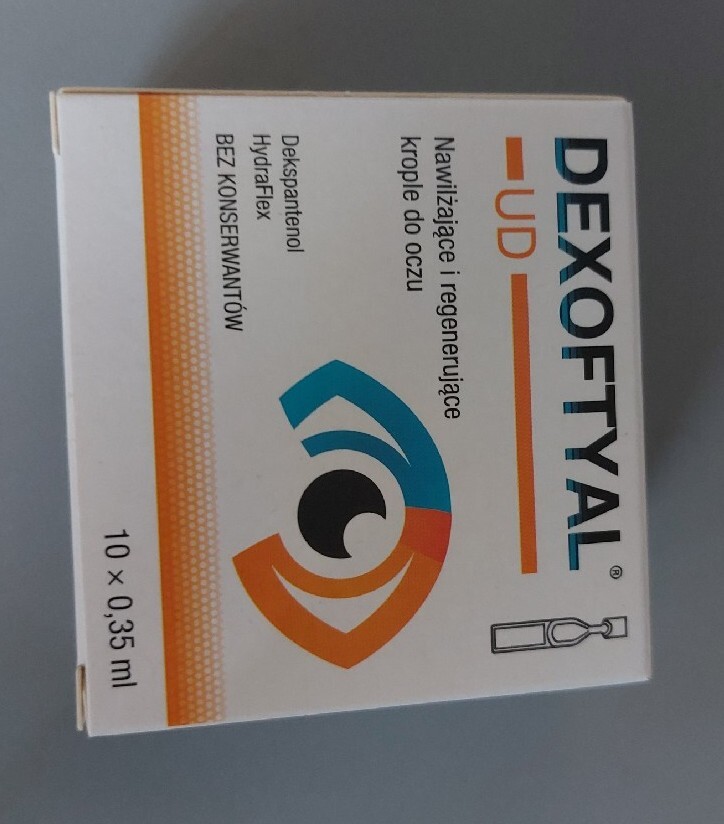 DEXOFTYAL®
UD
Nawilżające i regenerujące
krople do oczu
Dekspantenol
HydraFlex
BEZ KONSERWANTÓW
10 × 0,35 ml